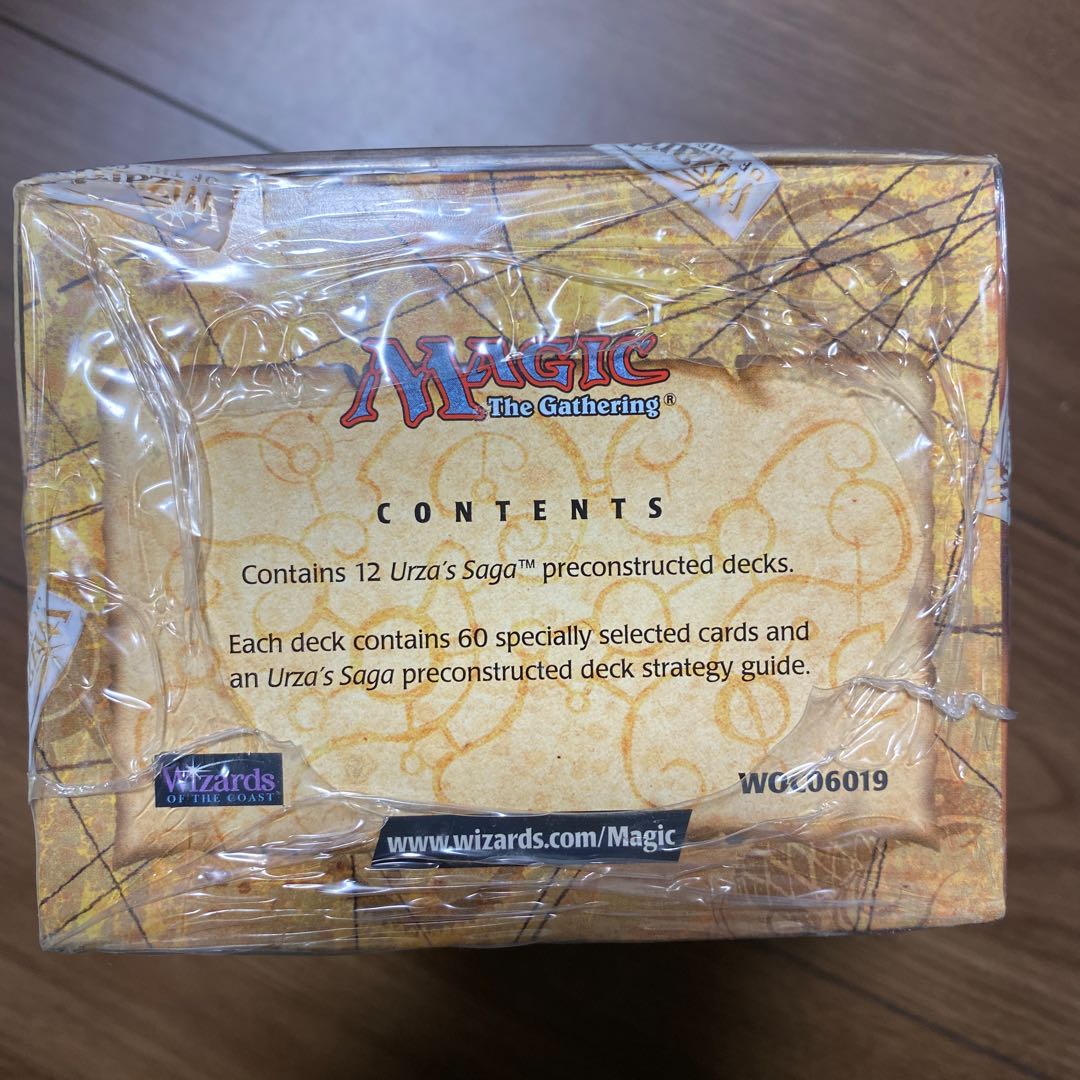 MAGIC
The Gathering®
CONTENTS
Contains 12 Urza's Saga™ preconstructed decks.
Each deck contains 60 specially selected cards and
an Urza's Saga preconstructed deck strategy guide.
Wizards
OF THE COAST
WOC06019
www.wizards.com/Magic